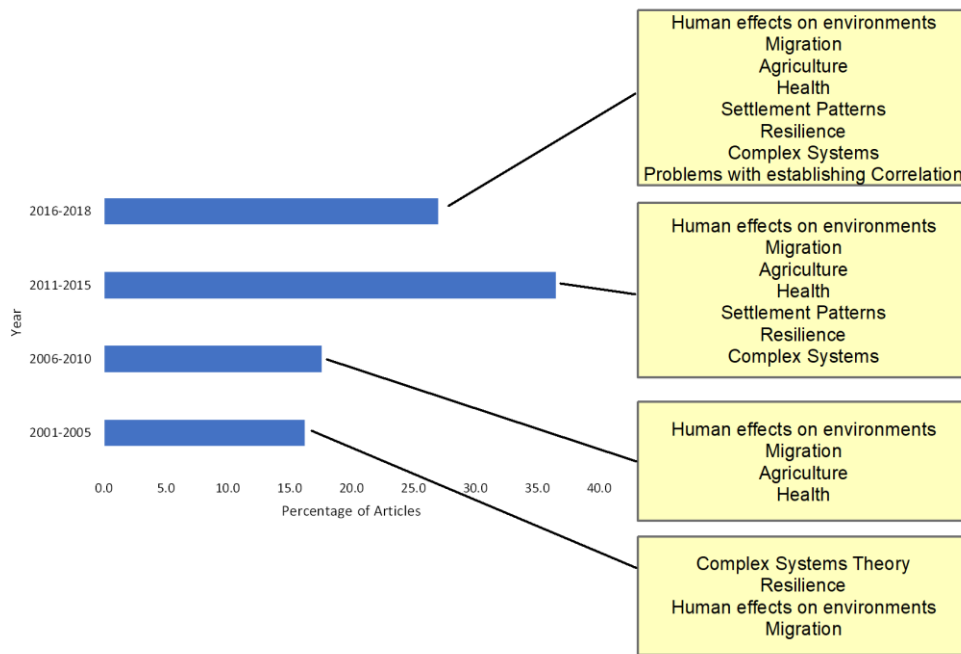 Human effects on environments
Migration
Agriculture
Health
Settlement Patterns
Resilience
Complex Systems
Problems with establishing Correlation
2016-2018
2011-2015
2006-2010
2001-2005
Year
0.0 5.0 10.0 15.0 20.0 25.0 30.0 35.0 40.0
Percentage of Articles
Human effects on environments
Migration
Agriculture
Health
Settlement Patterns
Resilience
Complex Systems
Human effects on environments
Migration
Agriculture
Health
Complex Systems Theory
Resilience
Human effects on environments
Migration